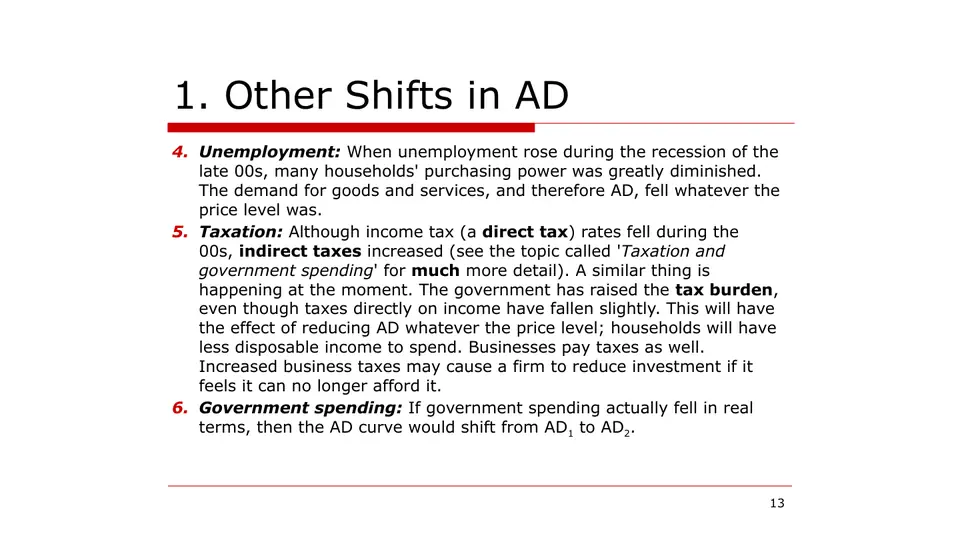 1. Other Shifts in AD
4. Unemployment: When unemployment rose during the recession of the
late 00s, many households' purchasing power was greatly diminished.
The demand for goods and services, and therefore AD, fell whatever the
price level was.
5. Taxation: Although income tax (a direct tax) rates fell during the
00s, indirect taxes increased (see the topic called 'Taxation and
government spending' for much more detail). A similar thing is
happening at the moment. The government has raised the tax burden,
even though taxes directly on income have fallen slightly. This will have
the effect of reducing AD whatever the price level; households will have
less disposable income to spend. Businesses pay taxes as well.
Increased business taxes may cause a firm to reduce investment if it
feels it can no longer afford it.
6. Government spending: If government spending actually fell in real
terms, then the AD curve would shift from AD1 to AD2.
13